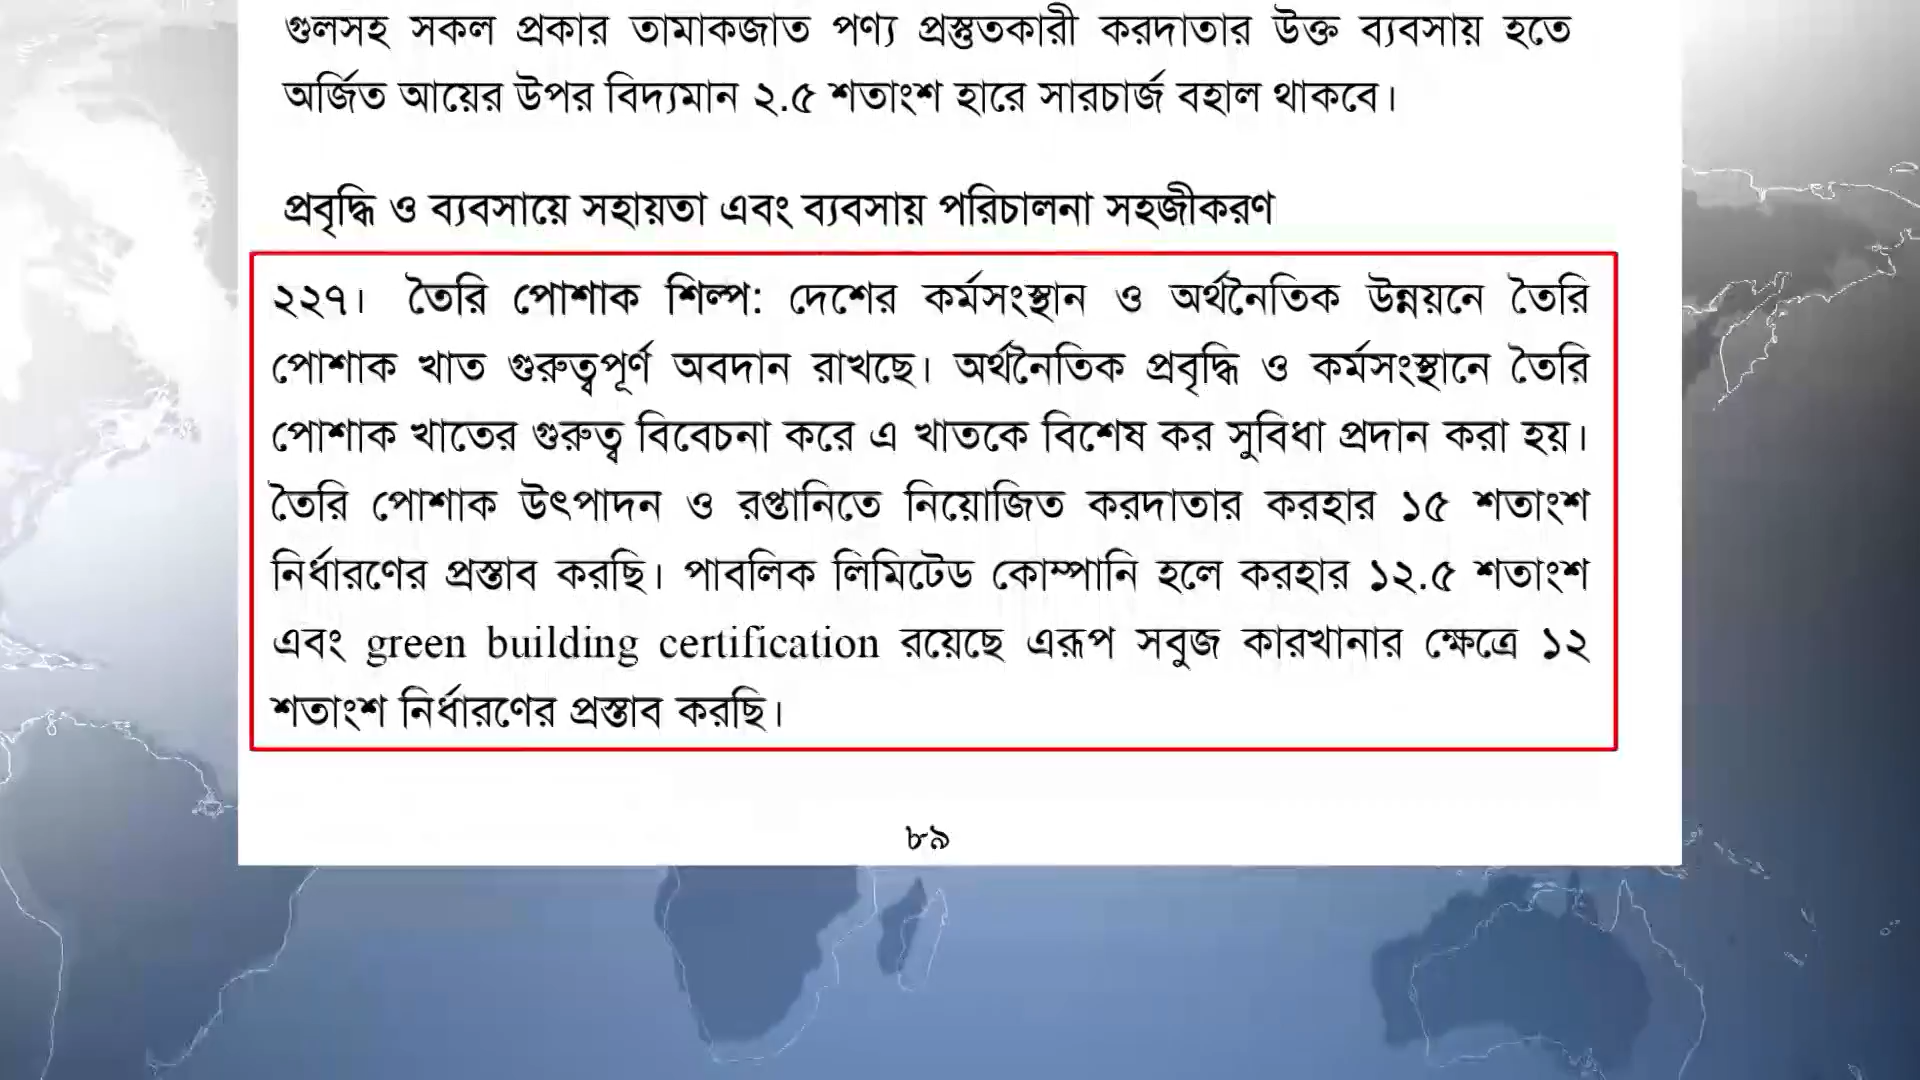 গুলসহ সকল প্রকার তামাকজাত পণ্য প্রস্তুতকারী করদাতার উক্ত ব্যবসায় হতে
অর্জিত আয়ের উপর বিদ্যমান ২.৫ শতাংশ হারে সারচার্জ বহাল থাকবে।
প্রবৃদ্ধি ও ব্যবসায়ে সহায়তা এবং ব্যবসায় পরিচালনা সহজীকরণ
২২৭। তৈরি পোশাক শিল্প: দেশের কর্মসংস্থান ও অর্থনৈতিক উন্নয়নে তৈরি
পোশাক খাত গুরুত্বপূর্ণ অবদান রাখছে। অর্থনৈতিক প্রবৃদ্ধি ও কর্মসংস্থানে তৈরি
পোশাক খাতের গুরুত্ব বিবেচনা করে এ খাতকে বিশেষ কর সুবিধা প্রদান করা হয়।
তৈরি পোশাক উৎপাদন ও রপ্তানিতে নিয়োজিত করদাতার করহার ১৫ শতাংশ
নির্ধারণের প্রস্তাব করছি। পাবলিক লিমিটেড কোম্পানি হলে করহার ১২.৫ শতাংশ
এবং green building certification রয়েছে এরূপ সবুজ কারখানার ক্ষেত্রে ১২
শতাংশ নির্ধারণের প্রস্তাব করছি।
৮৯